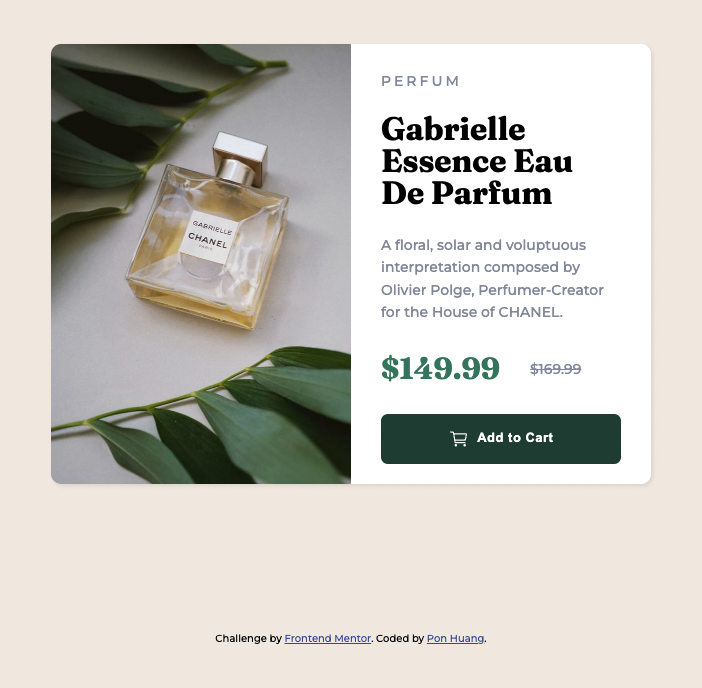 PERFUM
Gabrielle
Essence Eau
De Parfum
A floral, solar and voluptuous
interpretation composed by
Olivier Polge, Perfumer-Creator
for the House of CHANEL.
$149.99 $169.99
Add to Cart
GABRIELLE
CHANEL
PARIS
Challenge by Frontend Mentor. Coded by Pon Huang.